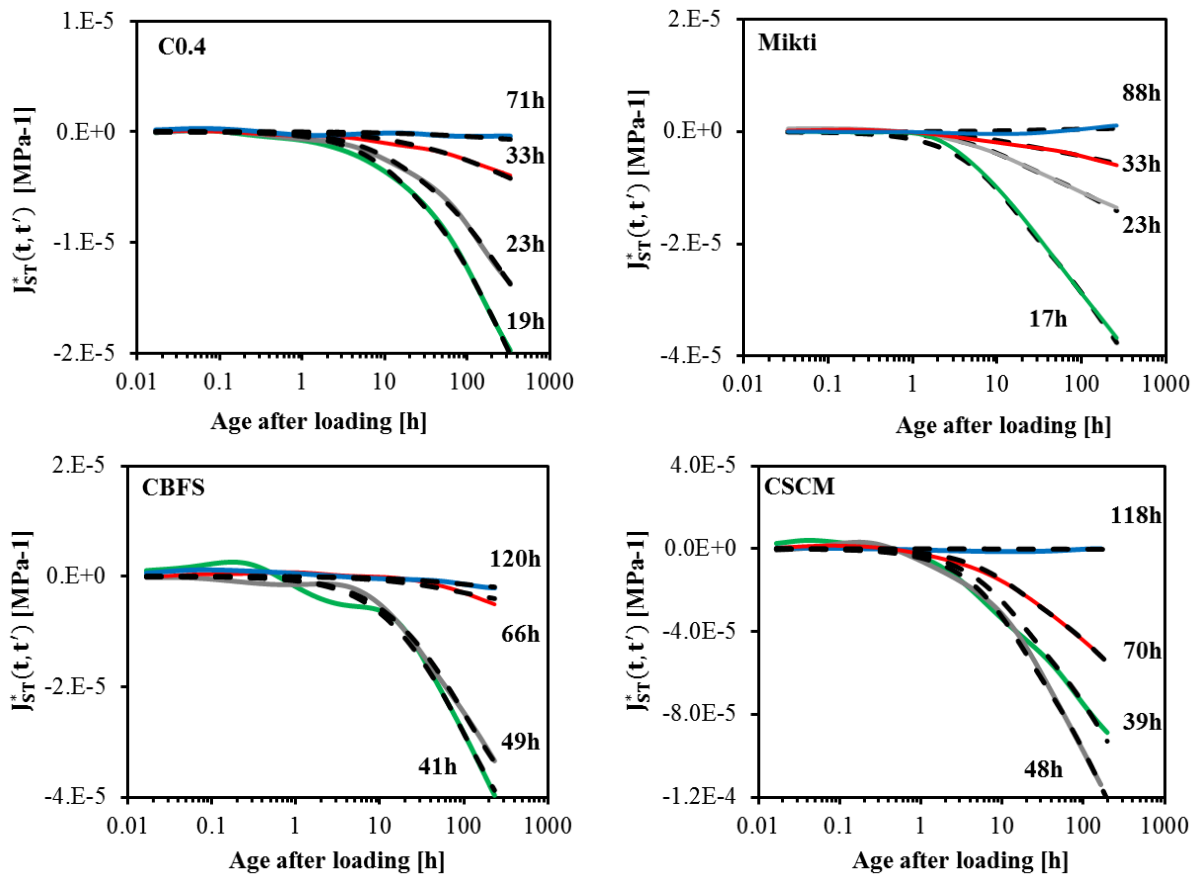 C0.4
1.E-5
0.E+0
-1.E-5
-2.E-5
J*ST(t,t′) [MPa-1]
71h
33h
23h
19h
0.01 0.1 1 10 100 1000
Age after loading [h]
Mikti
2.E-5
0.E+0
-2.E-5
-4.E-5
J*ST(t,t′) [MPa-1]
88h
33h
23h
17h
0.01 0.1 1 10 100 1000
Age after loading [h]
CBFS
2.E-5
0.E+0
-2.E-5
-4.E-5
J*ST(t,t′) [MPa-1]
120h
66h
49h
41h
0.01 0.1 1 10 100 1000
Age after loading [h]
CSCM
4.0E-5
0.0E+0
-4.0E-5
-8.0E-5
-1.2E-4
J*ST(t,t′) [MPa-1]
118h
70h
39h
48h
0.01 0.1 1 10 100 1000
Age after loading [h]